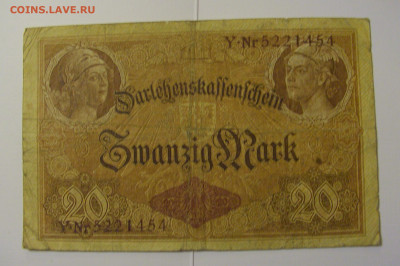 COINS.LAVE.RU
Y·Nr 5221454
Darlehenskassenschein
Zwanzig Mark
20 20
Y·Nr 5221454